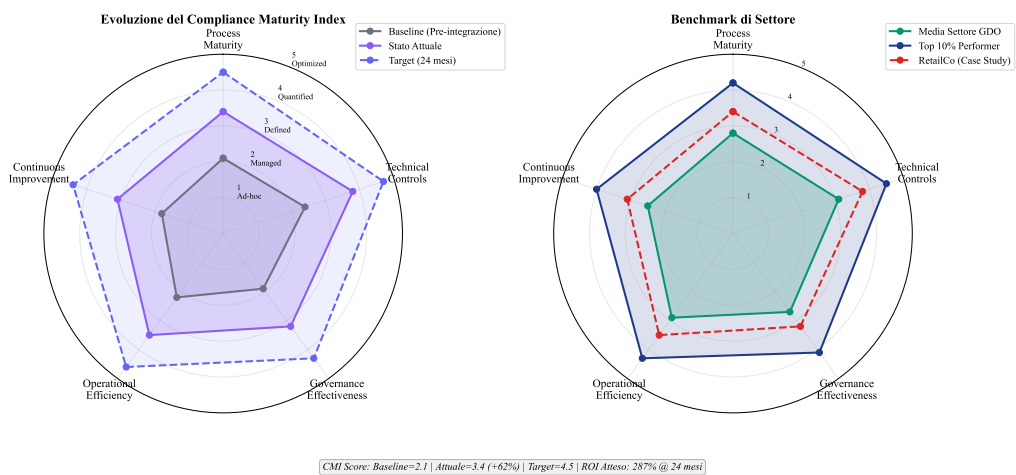 Evoluzione del Compliance Maturity Index
Baseline (Pre-integrazione)
Stato Attuale
Target (24 mesi)
Process
Maturity
5
Optimized
4
Quantified
3
Defined
2
Managed
1
Ad-hoc
Continuous
Improvement
Technical
Controls
Operational
Efficiency
Governance
Effectiveness
Benchmark di Settore
Media Settore GDO
Top 10% Performer
RetailCo (Case Study)
Process
Maturity
5
4
3
2
1
Continuous
Improvement
Technical
Controls
Operational
Efficiency
Governance
Effectiveness
CMI Score: Baseline=2.1 | Attuale=3.4 (+62%) | Target=4.5 | ROI Atteso: 287% @ 24 mesi